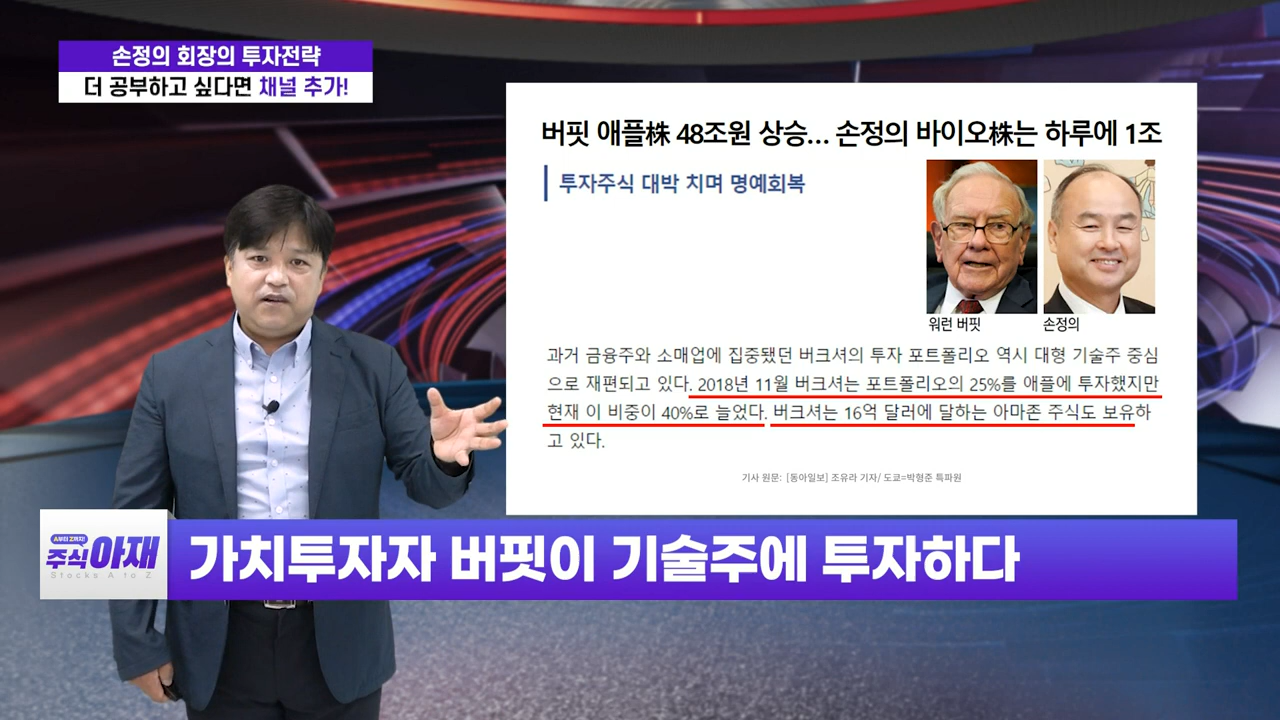 손정의 회장의 투자전략
더 공부하고 싶다면 채널 추가!
버핏 애플株 48조원 상승… 손정의 바이오株는 하루에 1조
투자주식 대박 치며 명예회복
워런 버핏
손정의
과거 금융주와 소매업에 집중됐던 버크셔의 투자 포트폴리오 역시 대형 기술주 중심
으로 재편되고 있다. 2018년 11월 버크셔는 포트폴리오의 25%를 애플에 투자했지만
현재 이 비중이 40%로 늘었다. 버크셔는 16억 달러에 달하는 아마존 주식도 보유하
고 있다.
기사 원문: [동아일보] 조유라 기자/ 도쿄=박형준 특파원
A부터 Z까지!
주식아재
Stocks A to Z
가치투자자 버핏이 기술주에 투자하다